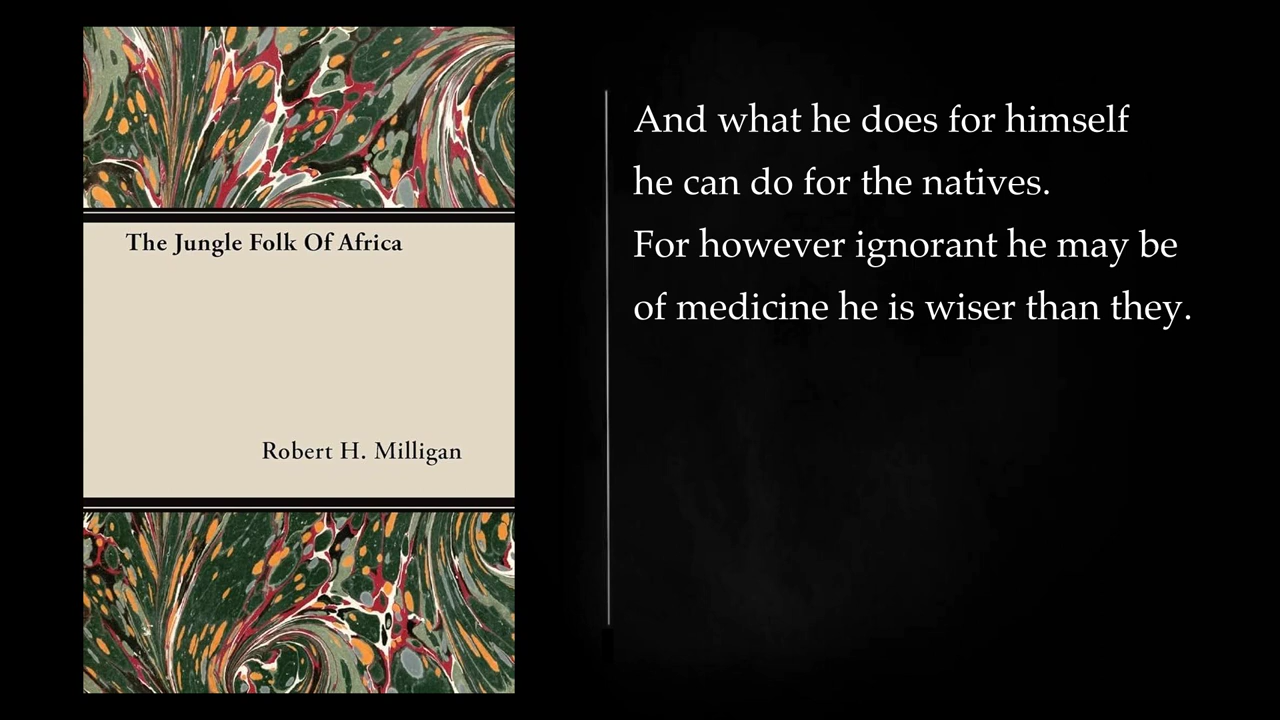 The Jungle Folk Of Africa
Robert H. Milligan
And what he does for himself
he can do for the natives.
For however ignorant he may be
of medicine he is wiser than they.